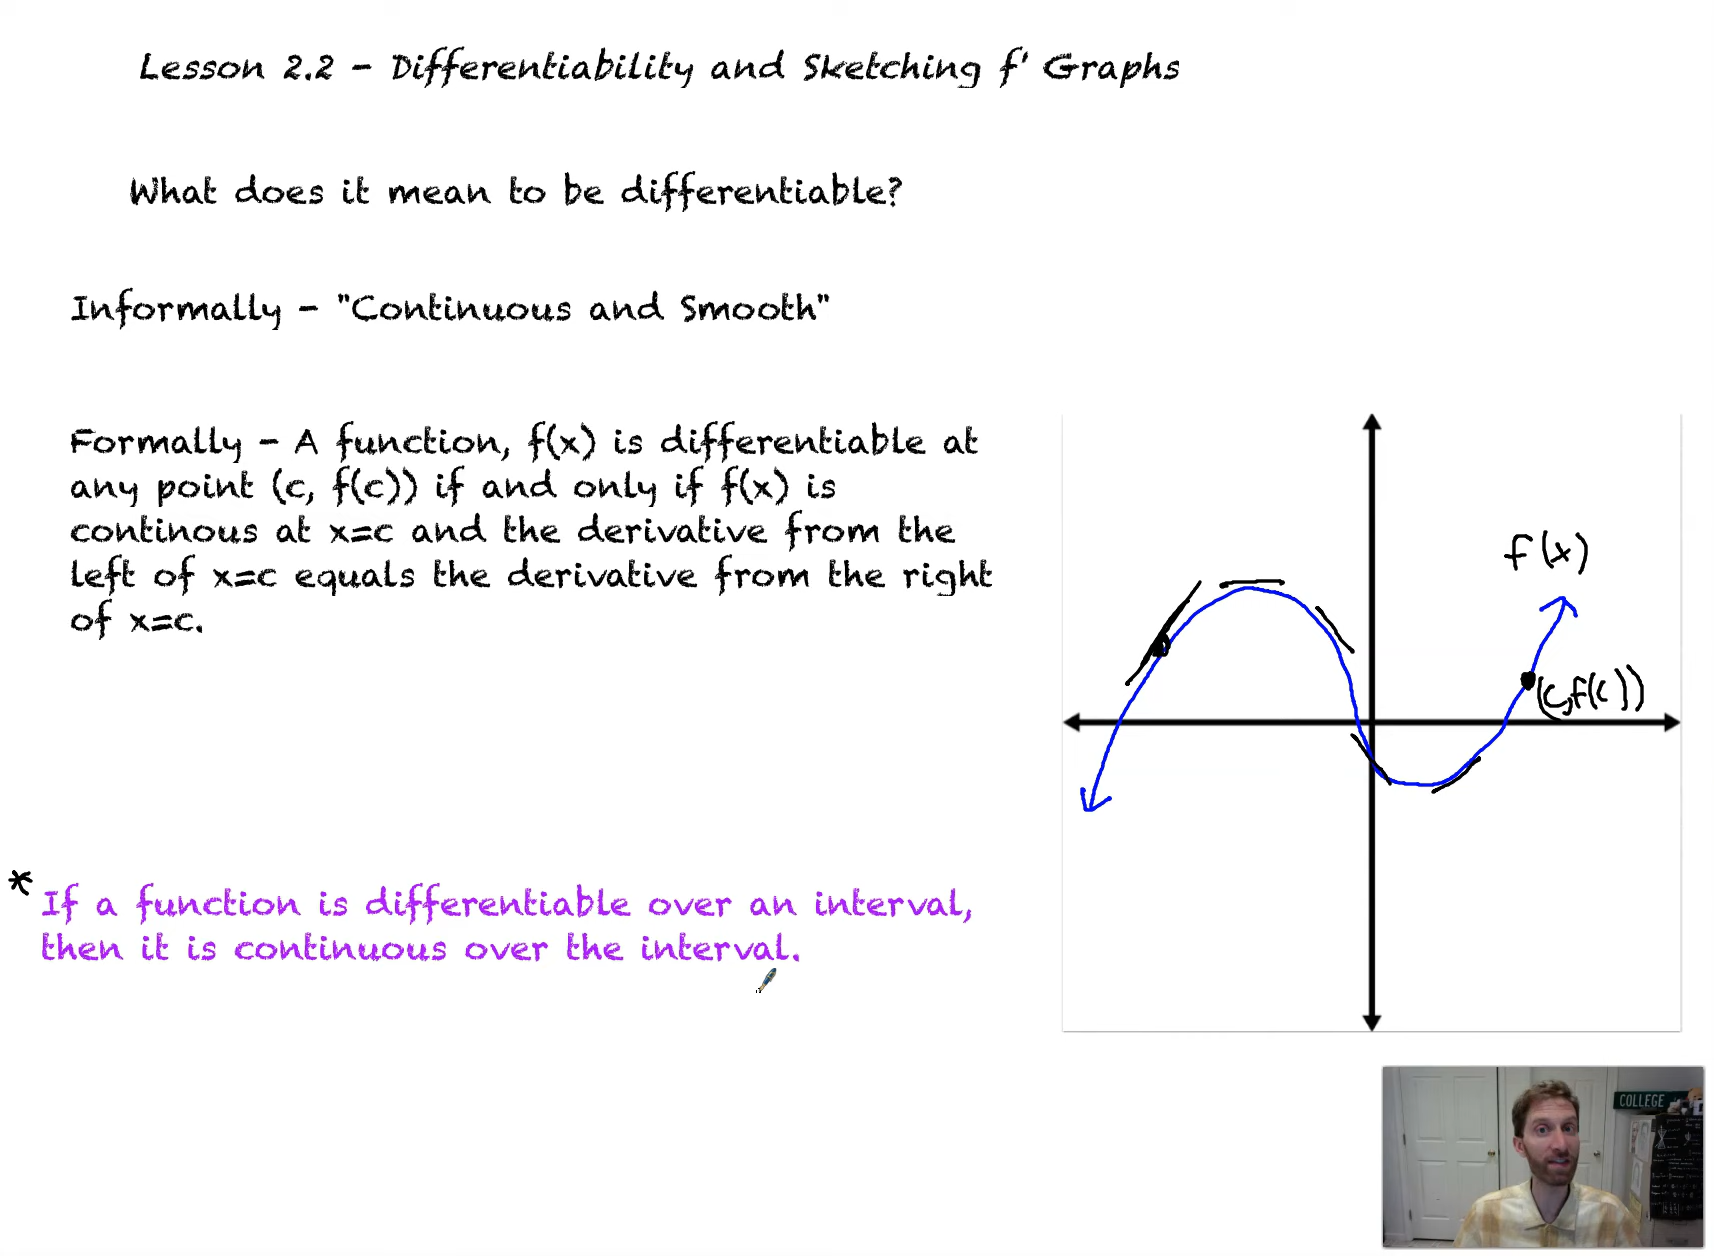 Lesson 2.2 - Differentiability and Sketching f' Graphs
What does it mean to be differentiable?
Informally - "Continuous and Smooth"
Formally - A function, f(x) is differentiable at
any point (c, f(c)) if and only if f(x) is
continous at x=c and the derivative from the
left of x=c equals the derivative from the right
of x=c.
f(x)
(c,f(c))
* If a function is differentiable over an interval,
then it is continuous over the interval.
COLLEGE